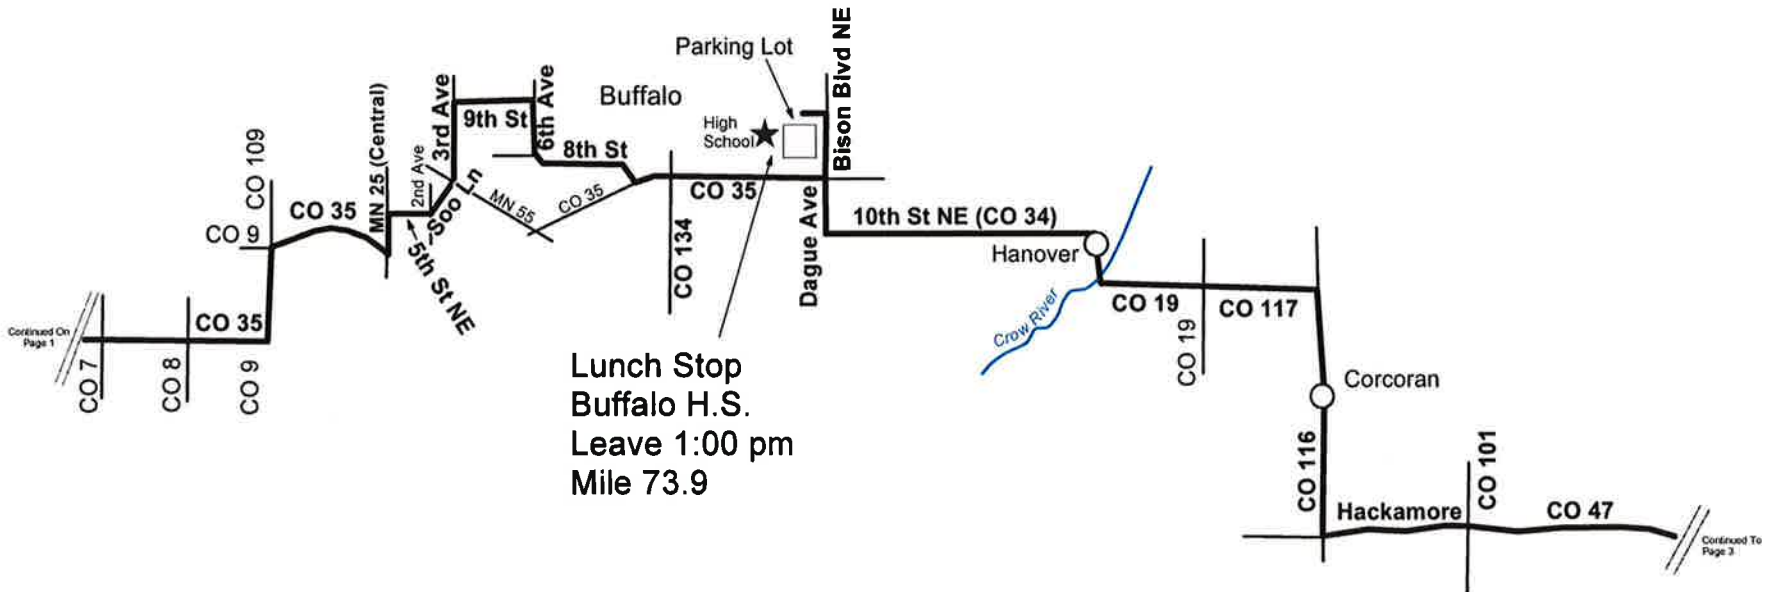 Parking Lot
Bison Blvd NE
Buffalo
High
School
3rd Ave
9th St
6th Ave
8th St
MN 25 (Central)
2nd Ave
Soo Ln
MN 55
CO 35
CO 35
CO 109
CO 35
CO 9
5th St NE
CO 134
Dague Ave
10th St NE (CO 34)
Hanover
Crow River
CO 19
CO 117
CO 19
Continued On
Page 1
CO 35
CO 7
CO 8
CO 9
Lunch Stop
Buffalo H.S.
Leave 1:00 pm
Mile 73.9
Corcoran
CO 116
Hackamore
CO 101
CO 47
Continued To
Page 3